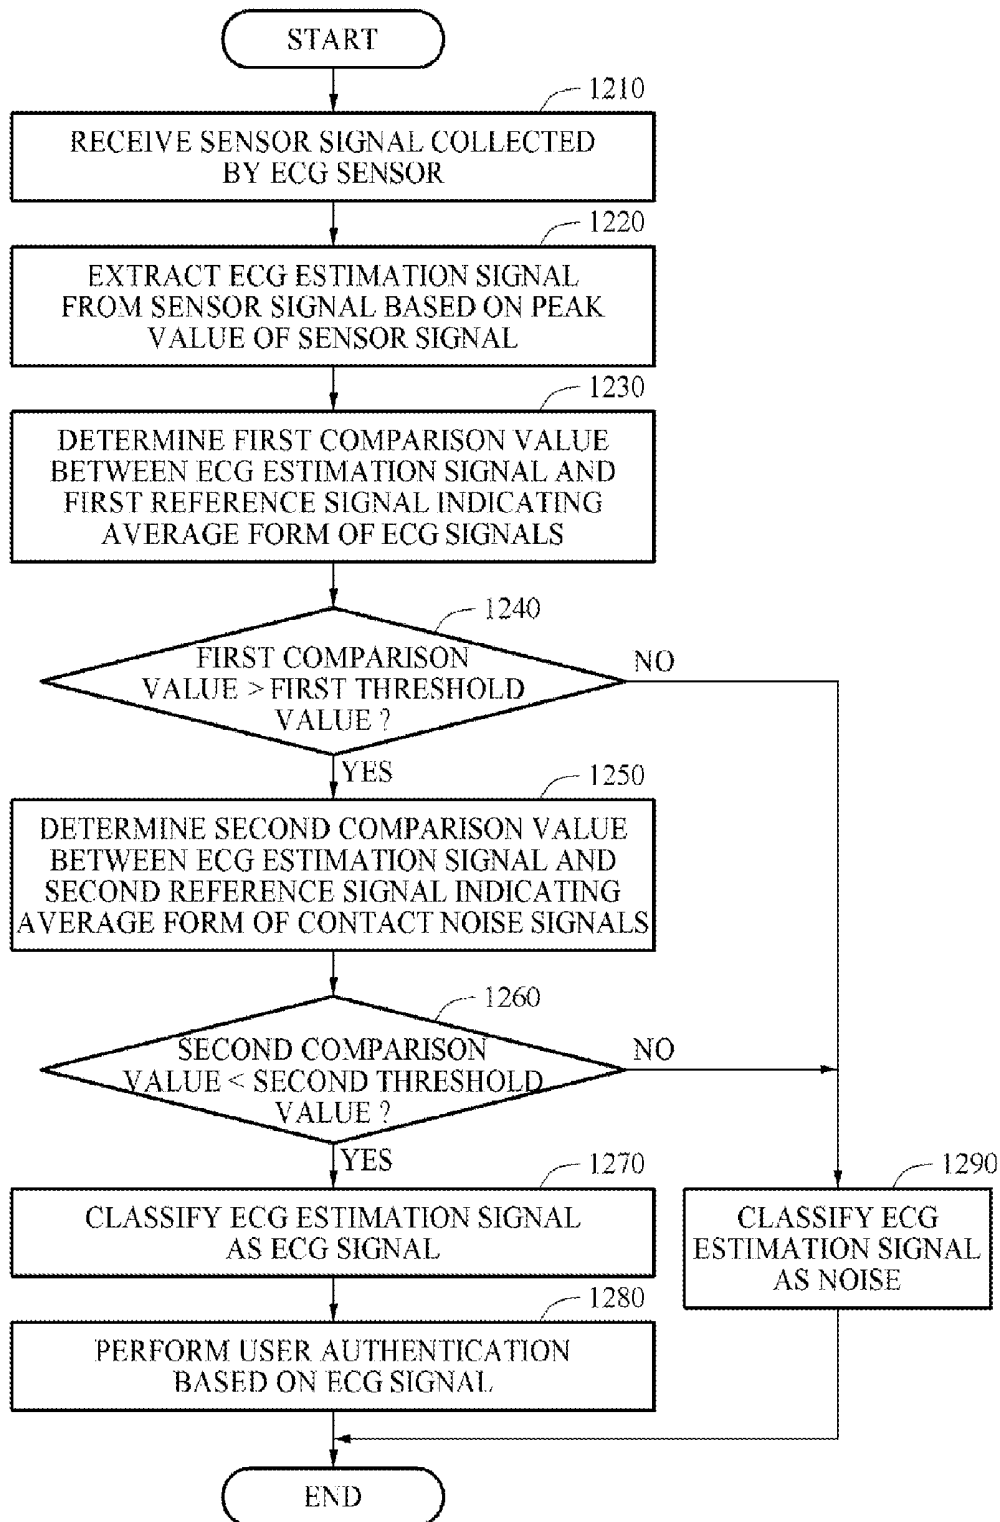 START
1210
RECEIVE SENSOR SIGNAL COLLECTED
BY ECG SENSOR
1220
EXTRACT ECG ESTIMATION SIGNAL
FROM SENSOR SIGNAL BASED ON PEAK
VALUE OF SENSOR SIGNAL
1230
DETERMINE FIRST COMPARISON VALUE
BETWEEN ECG ESTIMATION SIGNAL AND
FIRST REFERENCE SIGNAL INDICATING
AVERAGE FORM OF ECG SIGNALS
1240
FIRST COMPARISON
VALUE > FIRST THRESHOLD
VALUE ?
NO
YES
1250
DETERMINE SECOND COMPARISON VALUE
BETWEEN ECG ESTIMATION SIGNAL AND
SECOND REFERENCE SIGNAL INDICATING
AVERAGE FORM OF CONTACT NOISE SIGNALS
1260
SECOND COMPARISON
VALUE < SECOND THRESHOLD
VALUE ?
NO
YES
1270
CLASSIFY ECG ESTIMATION SIGNAL
AS ECG SIGNAL
1290
CLASSIFY ECG
ESTIMATION SIGNAL
AS NOISE
1280
PERFORM USER AUTHENTICATION
BASED ON ECG SIGNAL
END